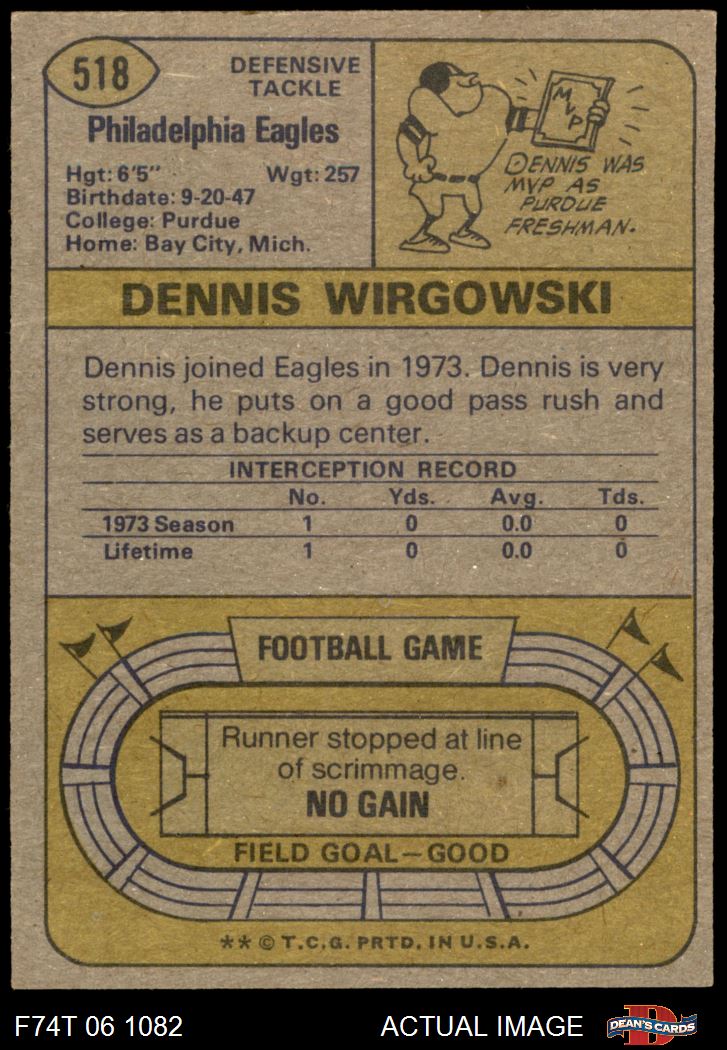 518
DEFENSIVE
TACKLE
Philadelphia Eagles
Hgt: 6'5" Wgt: 257
Birthdate: 9-20-47
College: Purdue
Home: Bay City, Mich.
MVP
DENNIS WAS
MVP AS
PURDUE
FRESHMAN.
DENNIS WIRGOWSKI
Dennis joined Eagles in 1973. Dennis is very
strong, he puts on a good pass rush and
serves as a backup center.
INTERCEPTION RECORD
No. Yds. Avg. Tds.
1973 Season 1 0 0.0 0
Lifetime 1 0 0.0 0
FOOTBALL GAME
Runner stopped at line
of scrimmage.
NO GAIN
FIELD GOAL—GOOD
** © T.C.G. PRTD. IN U.S.A.
F74T 06 1082 ACTUAL IMAGE
D
DEAN'S CARDS